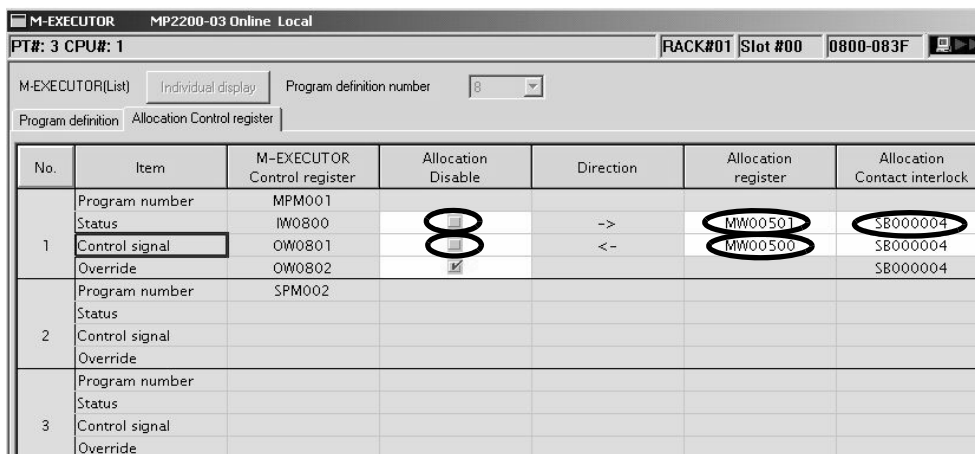 M-EXECUTOR MP2200-03 Online Local
PT#: 3 CPU#: 1 RACK#01 Slot #00 0800-083F
M-EXECUTOR(List) Individual display Program definition number 8
Program definition Allocation Control register
No. Item M-EXECUTOR Control register Allocation Disable Direction Allocation register Allocation Contact interlock
Program number MPM001
Status IW0800 -> MW00501 SB000004
1 Control signal OW0801 <- MW00500 SB000004
Override OW0802 SB000004
Program number SPM002
Status
2 Control signal
Override
Program number
Status
3 Control signal
Override